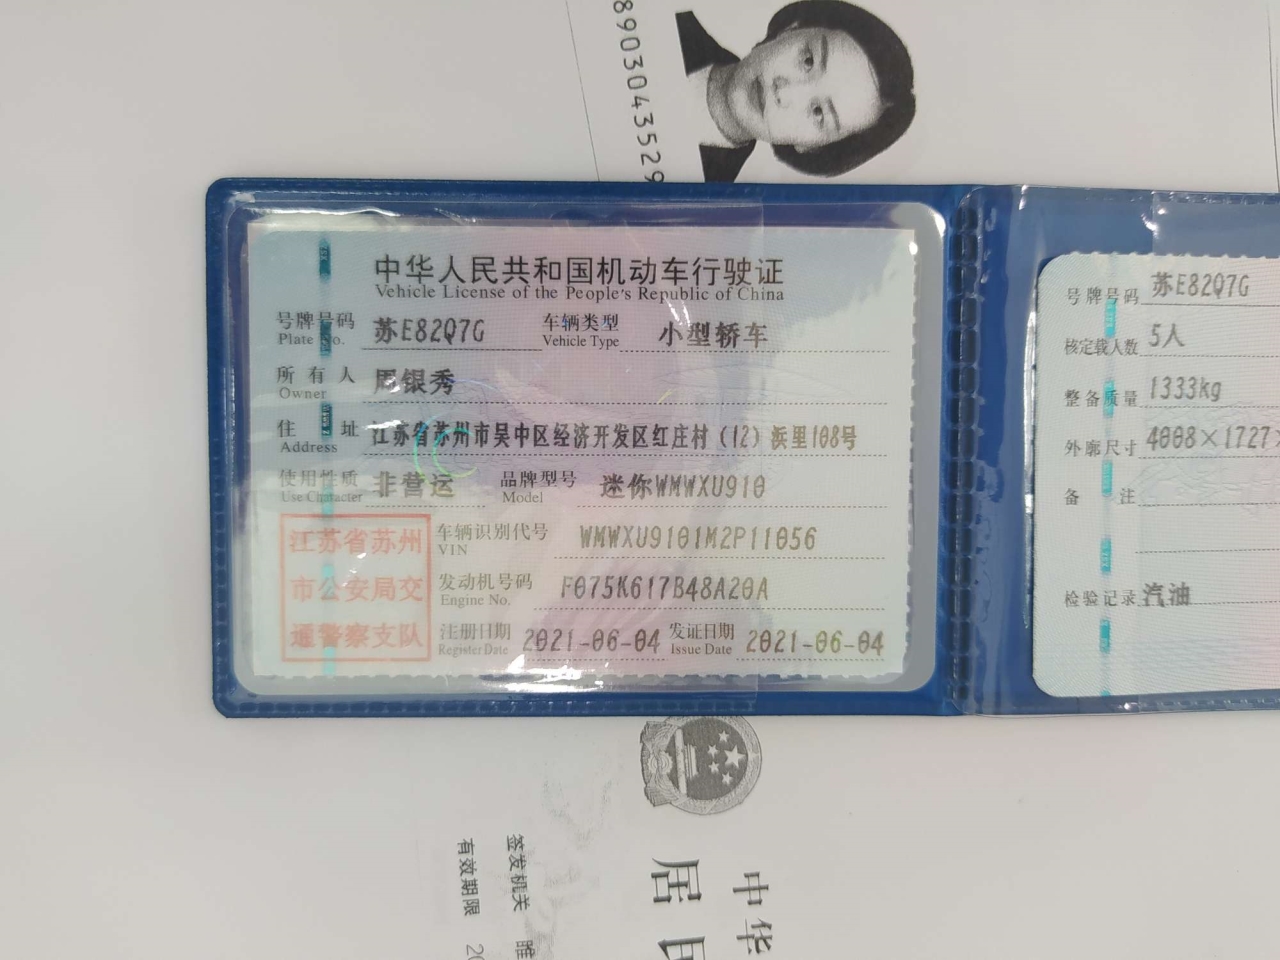 8903043529
中华人民共和国机动车行驶证
Vehicle License of the People's Republic of China
号牌号码 苏E82Q7G 车辆类型 小型轿车
Plate No. Vehicle Type
所有人 周银秀
Owner
住址 江苏省苏州市吴中区经济开发区红庄村(12)浜里108号
Address
使用性质 非营运 品牌型号 迷你WMWXU910
Use Character Model
车辆识别代号 WMWXU9101M2P11056
VIN
发动机号码 F075K617B48A20A
Engine No.
注册日期 2021-06-04 发证日期 2021-06-04
Register Date Issue Date
江苏省苏州
市公安局交
通警察支队
号牌号码 苏E82Q7G
核定载人数 5人
整备质量 1333kg
外廓尺寸 4008×1727×
备注
检验记录 汽油
中华
居民
签发机关 睢
有效期限 20